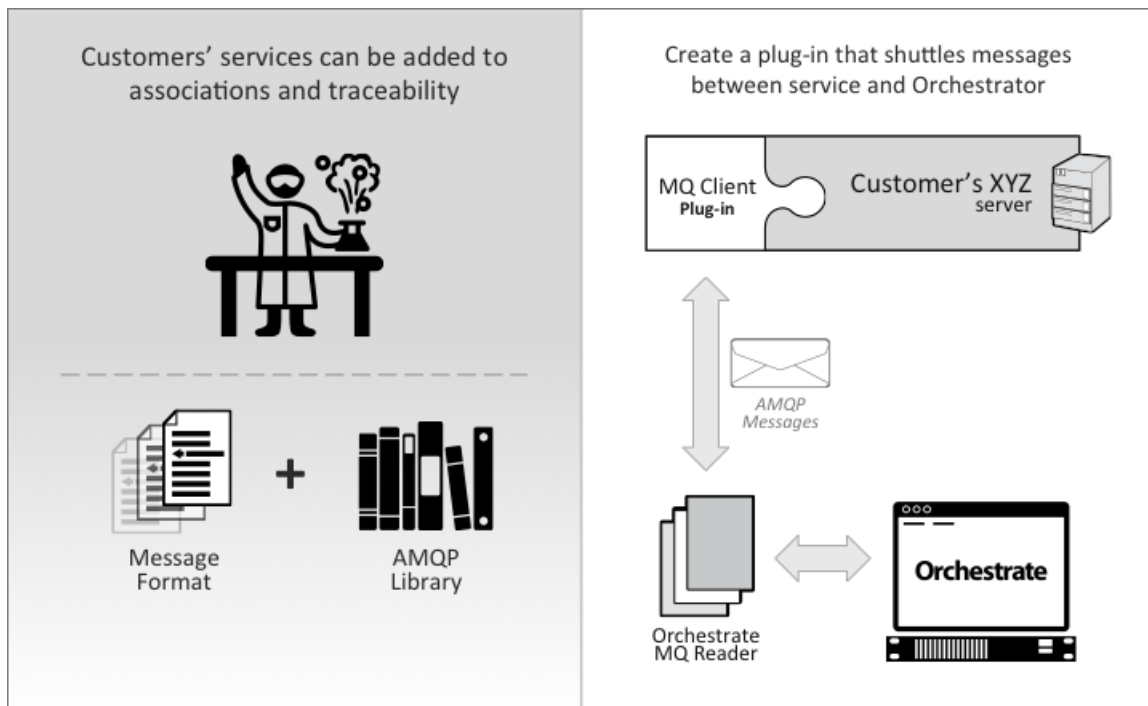 Customers' services can be added to
associations and traceability
+
Message
Format
AMQP
Library
Create a plug-in that shuttles messages
between service and Orchestrator
MQ Client
Plug-in
Customer's XYZ
server
AMQP
Messages
Orchestrate
MQ Reader
Orchestrate